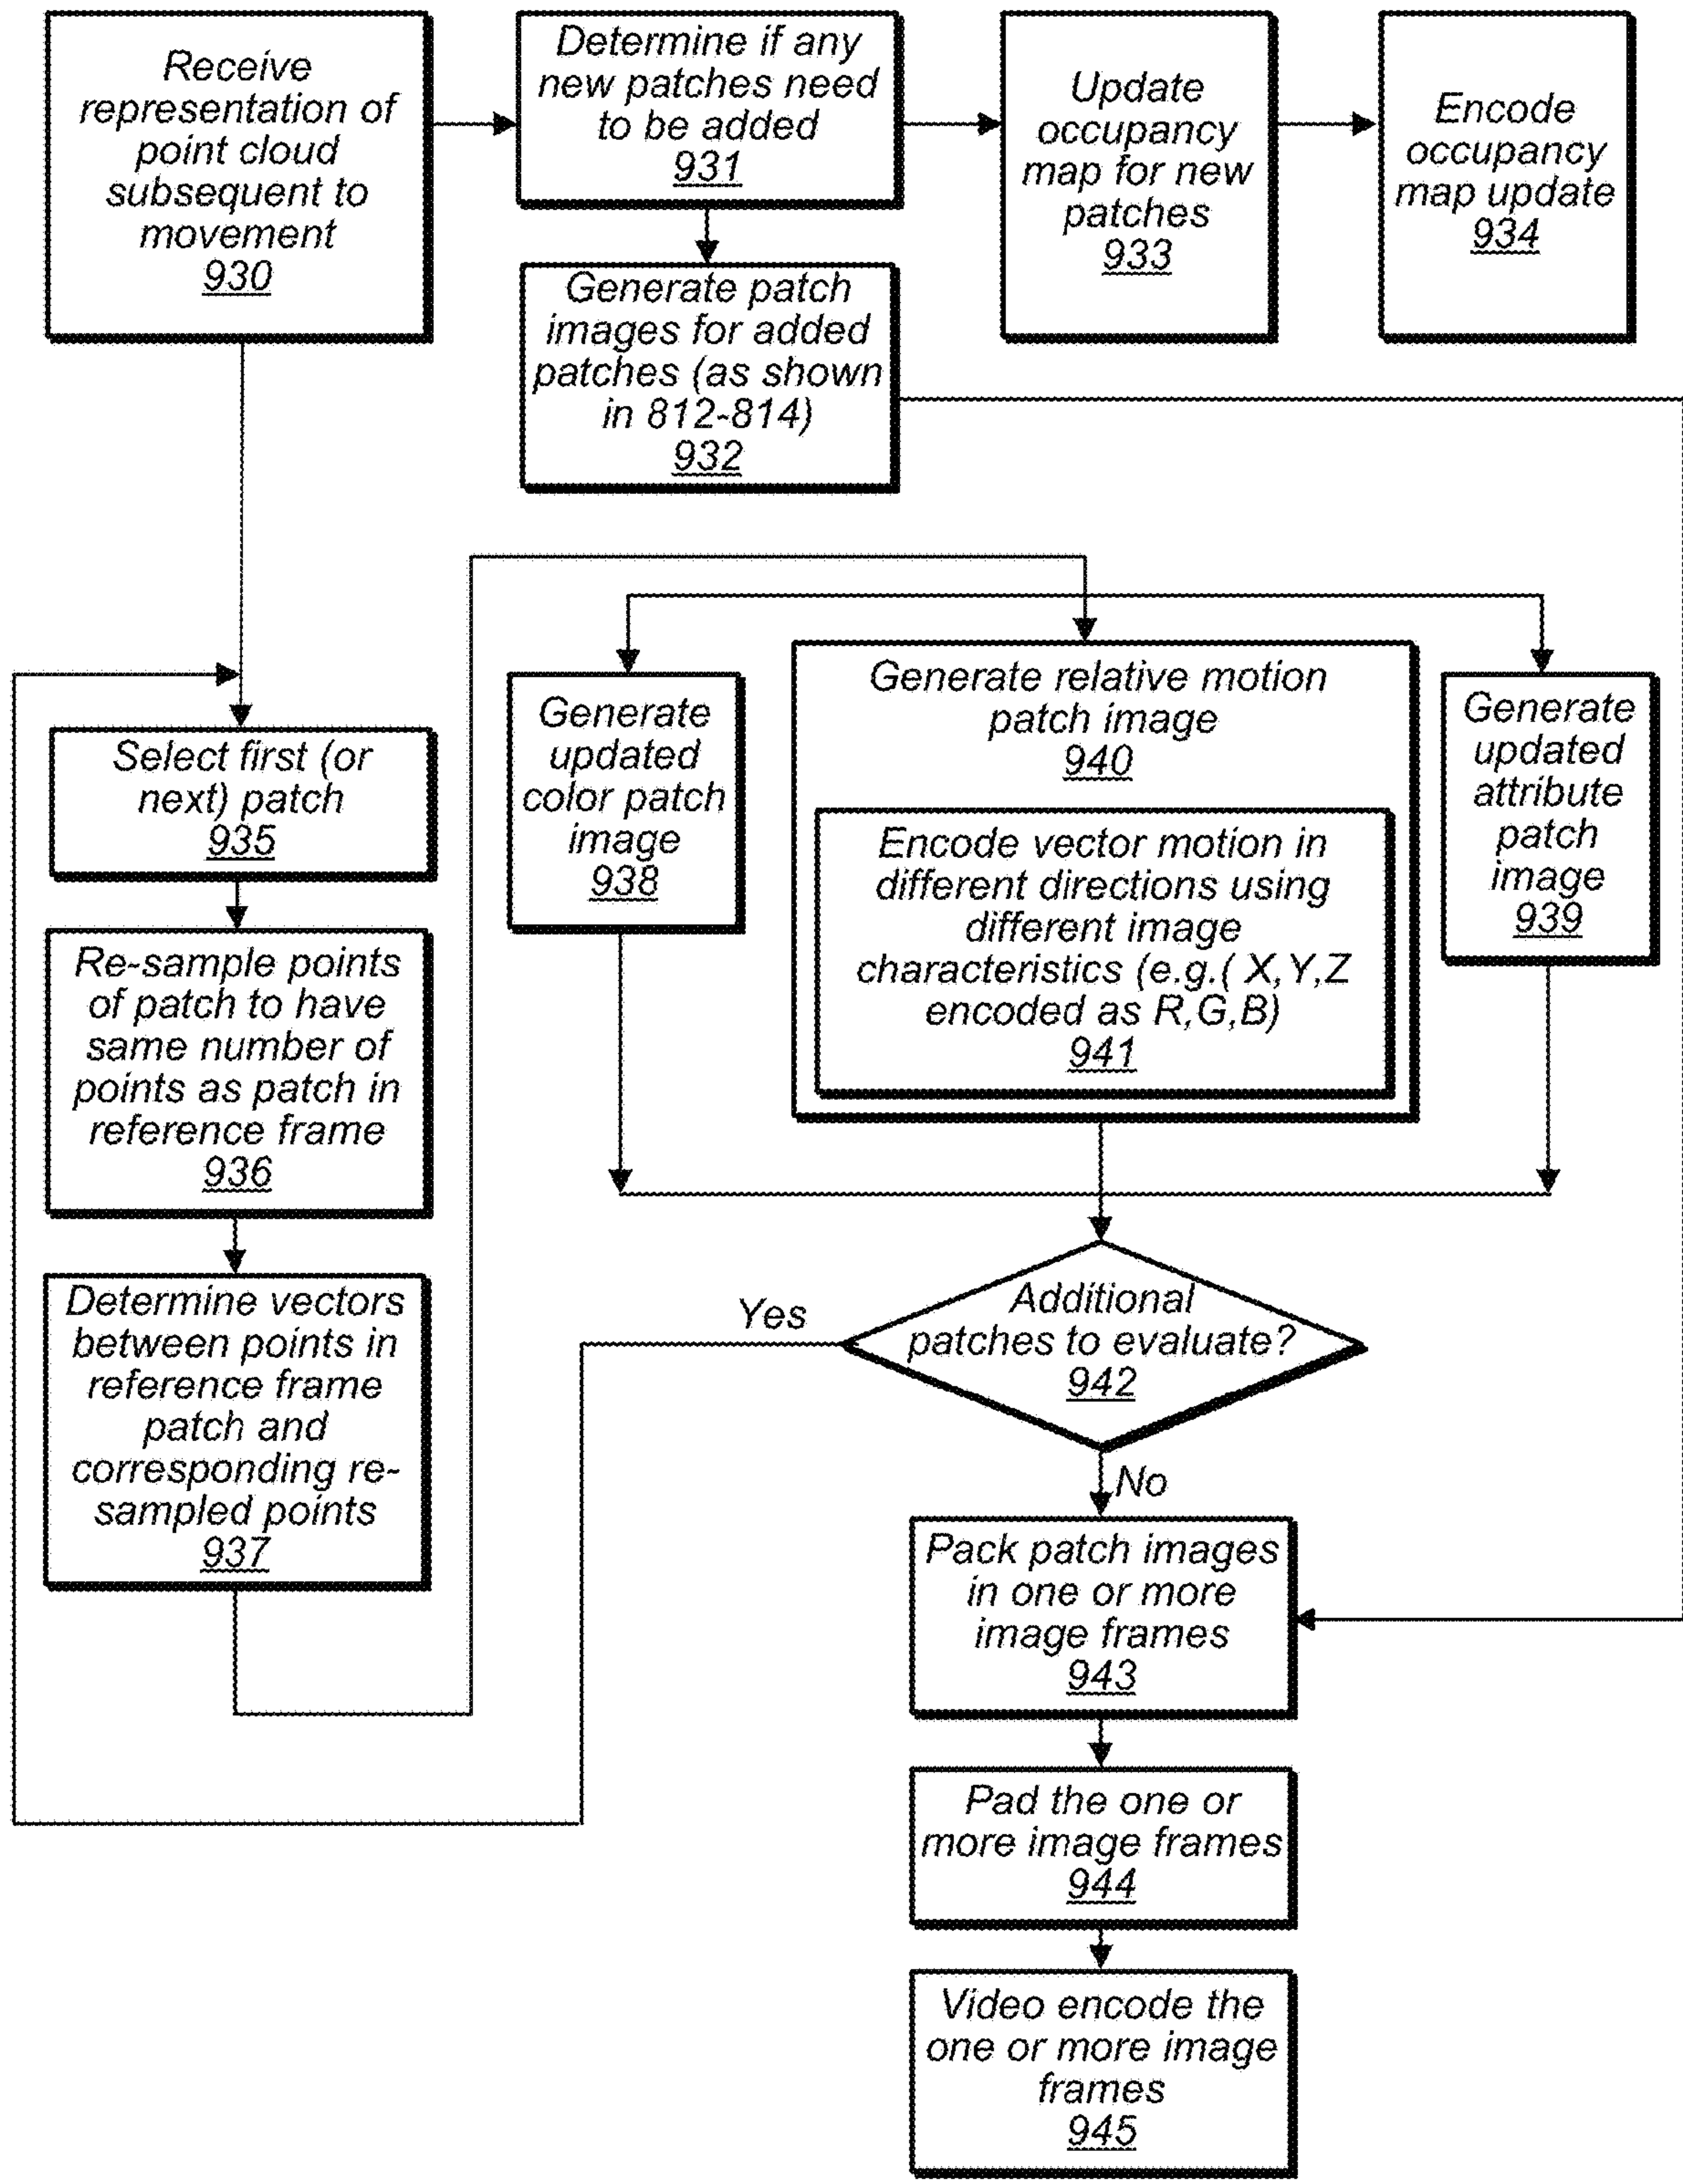 Receive
representation of
point cloud
subsequent to
movement
930
Determine if any
new patches need
to be added
931
Update
occupancy
map for new
patches
933
Encode
occupancy
map update
934
Generate patch
images for added
patches (as shown
in 812-814)
932
Select first (or
next) patch
935
Re-sample points
of patch to have
same number of
points as patch in
reference frame
936
Determine vectors
between points in
reference frame
patch and
corresponding re-
sampled points
937
Generate
updated
color patch
image
938
Generate relative motion
patch image
940
Encode vector motion in
different directions using
different image
characteristics (e.g.( X,Y,Z
encoded as R,G,B)
941
Generate
updated
attribute
patch
image
939
Additional
patches to evaluate?
942
Yes
No
Pack patch images
in one or more
image frames
943
Pad the one or
more image frames
944
Video encode the
one or more image
frames
945